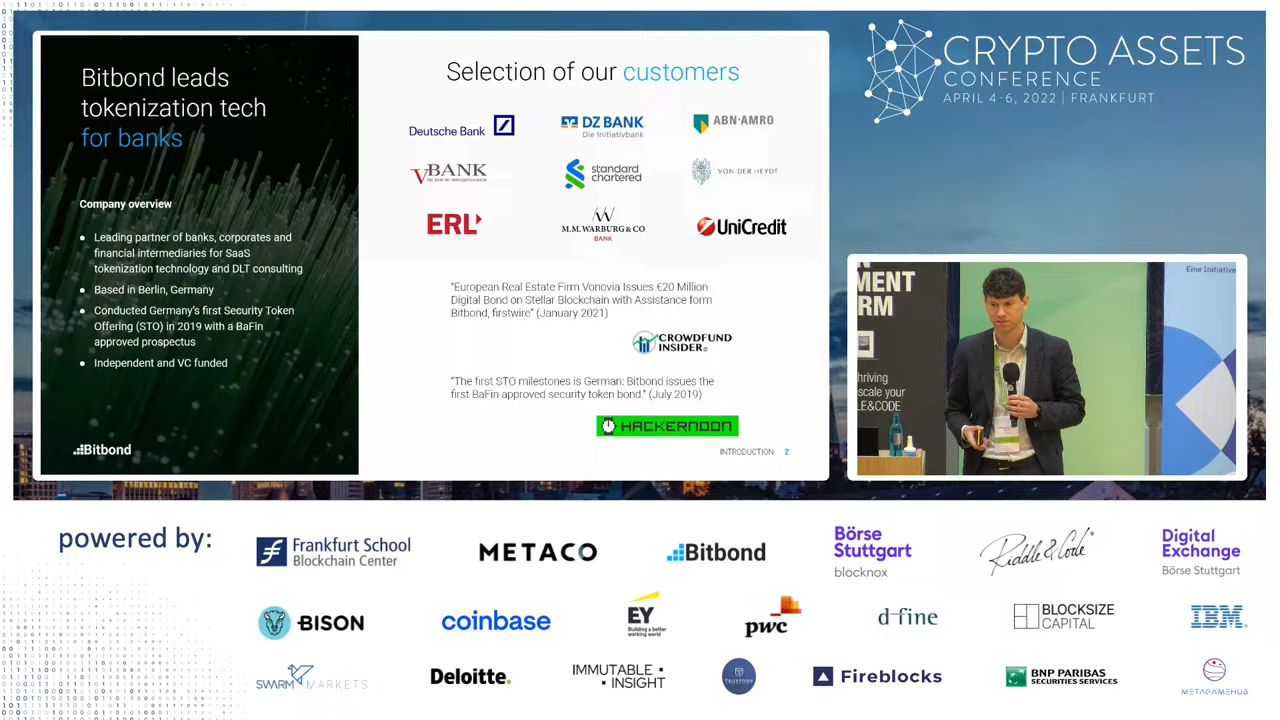 Bitbond leads
tokenization tech
for banks
Company overview
Leading partner of banks, corporates and
financial intermediaries for SaaS
tokenization technology and DLT consulting
Based in Berlin, Germany
Conducted Germany's first Security Token
Offering (STO) in 2019 with a BaFin
approved prospectus
Independent and VC funded
Bitbond
Selection of our customers
Deutsche Bank
DZ BANK
Die Initiativbank
ABN·AMRO
VBANK
standard
chartered
VON DER HEYDT
ERL
M.M.WARBURG & CO
BANK
UniCredit
"European Real Estate Firm Vonovia Issues €20 Million
Digital Bond on Stellar Blockchain with Assistance form
Bitbond, firstwire" (January 2021)
CROWDFUND
INSIDER
"The first STO milestones is German: Bitbond issues the
first BaFin approved security token bond." (July 2019)
HACKERNOON
INTRODUCTION 2
CRYPTO ASSETS
CONFERENCE
APRIL 4-6, 2022 | FRANKFURT
MENT
RM
hriving
scale your
LE&CODE
Eine Initiative
powered by:
Frankfurt School
Blockchain Center
METACO
Bitbond
Börse
Stuttgart
blocknox
Riddle & Code
Digital
Exchange
Börse Stuttgart
BISON
coinbase
EY
Building a better
working world
pwc
d-fine
BLOCKSIZE
CAPITAL
IBM
SWARM MARKETS
Deloitte.
IMMUTABLE
INSIGHT
TRUSTODY
Fireblocks
BNP PARIBAS
SECURITIES SERVICES
METAGAMEHUB